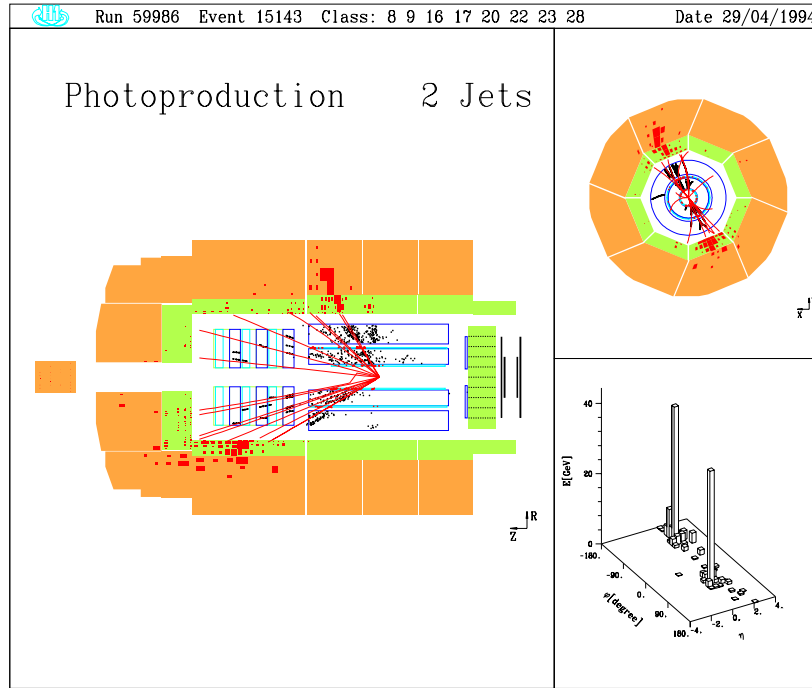 Run 59986 Event 15143 Class: 8 9 16 17 20 22 23 28 Date 29/04/1994
Photoproduction 2 Jets
R
Z
X
E[GeV]
40
20
0
-180.
-90.
0.
90.
180.
φ[degree]
-4.
-2.
0.
2.
4.
η